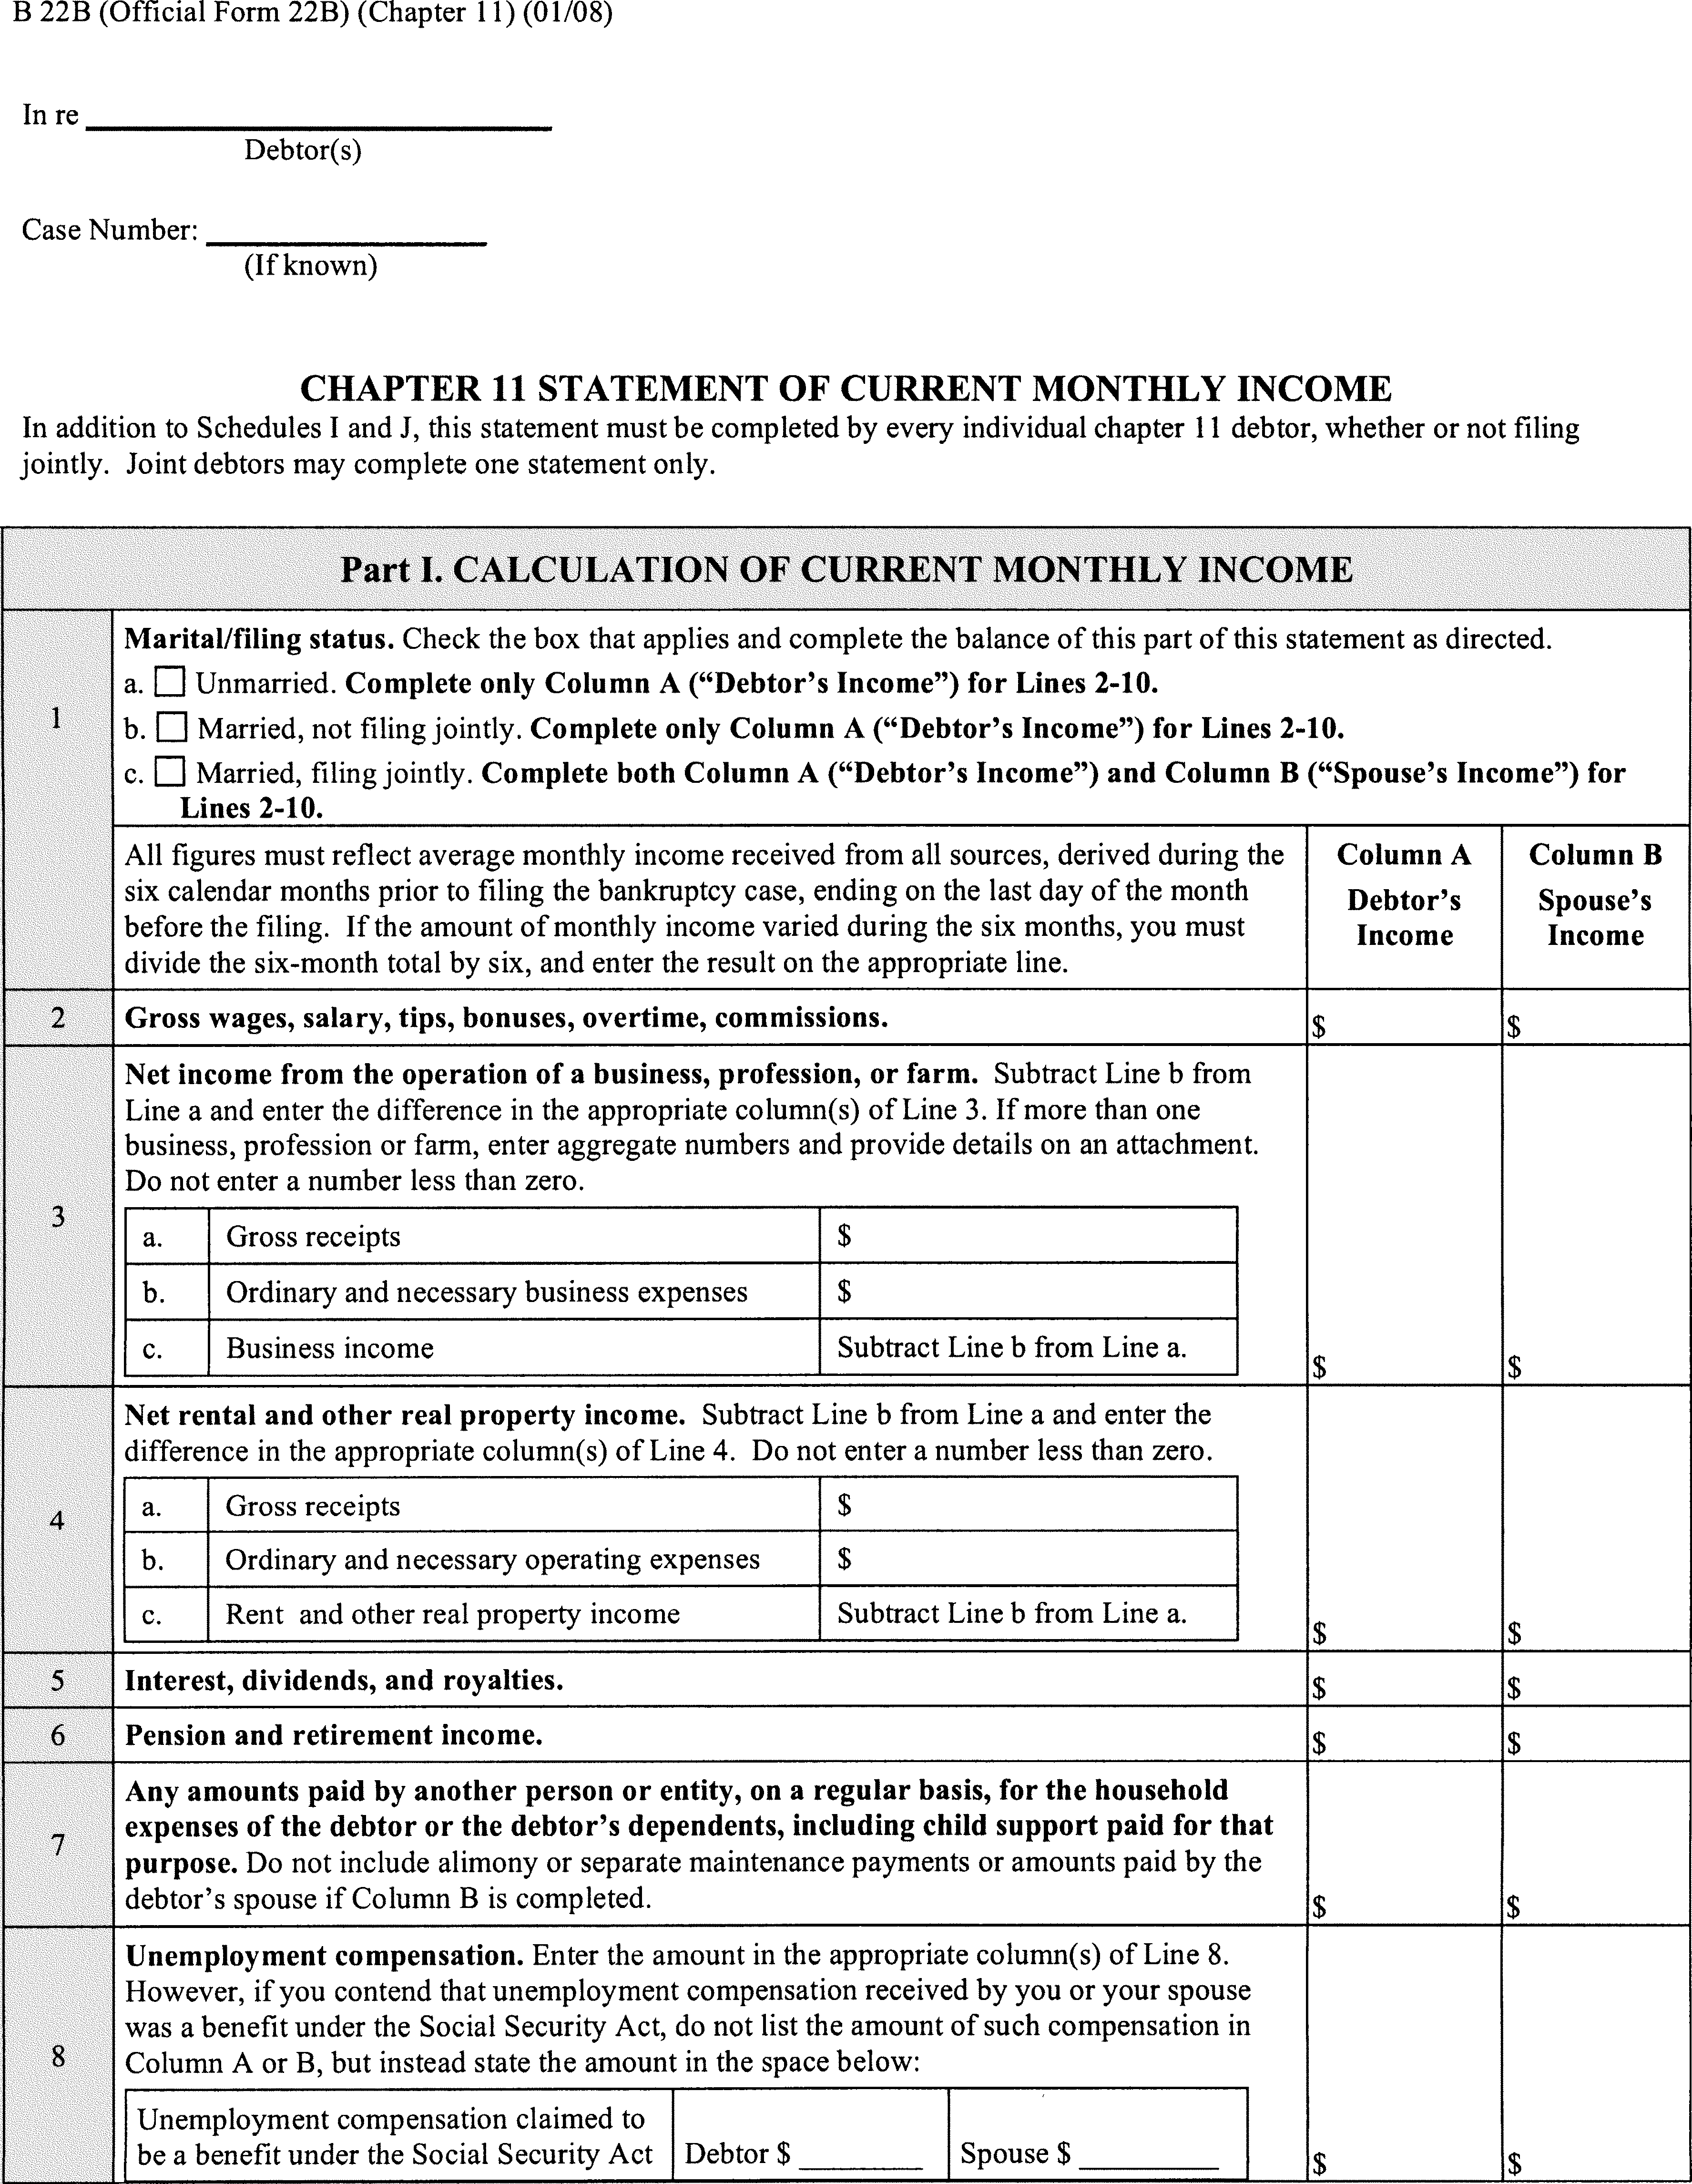 B 22B (Official Form 22B) (Chapter 11) (01/08)
In re
Debtor(s)
Case Number:
(If known)
CHAPTER 11 STATEMENT OF CURRENT MONTHLY INCOME
In addition to Schedules I and J, this statement must be completed by every individual chapter 11 debtor, whether or not filing
jointly. Joint debtors may complete one statement only.
Part I. CALCULATION OF CURRENT MONTHLY INCOME
1
Marital/filing status. Check the box that applies and complete the balance of this part of this statement as directed.
a. ☐ Unmarried. Complete only Column A (“Debtor’s Income”) for Lines 2-10.
b. ☐ Married, not filing jointly. Complete only Column A (“Debtor’s Income”) for Lines 2-10.
c. ☐ Married, filing jointly. Complete both Column A (“Debtor’s Income”) and Column B (“Spouse’s Income”) for
Lines 2-10.
All figures must reflect average monthly income received from all sources, derived during the
six calendar months prior to filing the bankruptcy case, ending on the last day of the month
before the filing. If the amount of monthly income varied during the six months, you must
divide the six-month total by six, and enter the result on the appropriate line.
Column A
Debtor’s
Income
Column B
Spouse’s
Income
2 Gross wages, salary, tips, bonuses, overtime, commissions. $ $
3
Net income from the operation of a business, profession, or farm. Subtract Line b from
Line a and enter the difference in the appropriate column(s) of Line 3. If more than one
business, profession or farm, enter aggregate numbers and provide details on an attachment.
Do not enter a number less than zero.
a. Gross receipts $
b. Ordinary and necessary business expenses $
c. Business income Subtract Line b from Line a.
$ $
4
Net rental and other real property income. Subtract Line b from Line a and enter the
difference in the appropriate column(s) of Line 4. Do not enter a number less than zero.
a. Gross receipts $
b. Ordinary and necessary operating expenses $
c. Rent and other real property income Subtract Line b from Line a.
$ $
5 Interest, dividends, and royalties. $ $
6 Pension and retirement income. $ $
7
Any amounts paid by another person or entity, on a regular basis, for the household
expenses of the debtor or the debtor’s dependents, including child support paid for that
purpose. Do not include alimony or separate maintenance payments or amounts paid by the
debtor’s spouse if Column B is completed.
$ $
8
Unemployment compensation. Enter the amount in the appropriate column(s) of Line 8.
However, if you contend that unemployment compensation received by you or your spouse
was a benefit under the Social Security Act, do not list the amount of such compensation in
Column A or B, but instead state the amount in the space below:
Unemployment compensation claimed to
be a benefit under the Social Security Act Debtor $ Spouse $
$ $